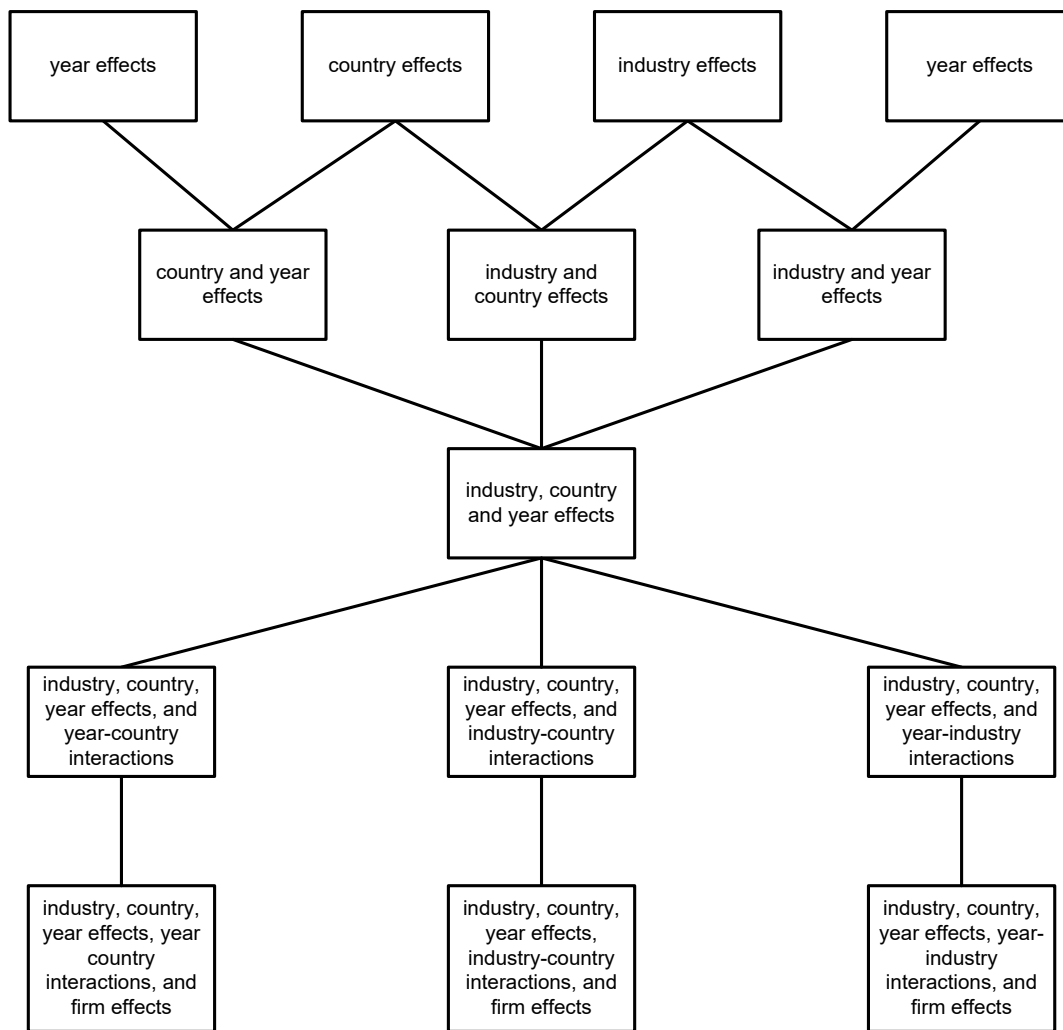 year effects
country effects
industry effects
year effects
country and year
effects
industry and
country effects
industry and year
effects
industry, country
and year effects
industry, country,
year effects, and
year-country
interactions
industry, country,
year effects, and
industry-country
interactions
industry, country,
year effects, and
year-industry
interactions
industry, country,
year effects, year
country
interactions, and
firm effects
industry, country,
year effects,
industry-country
interactions, and
firm effects
industry, country,
year effects, year-
industry
interactions, and
firm effects